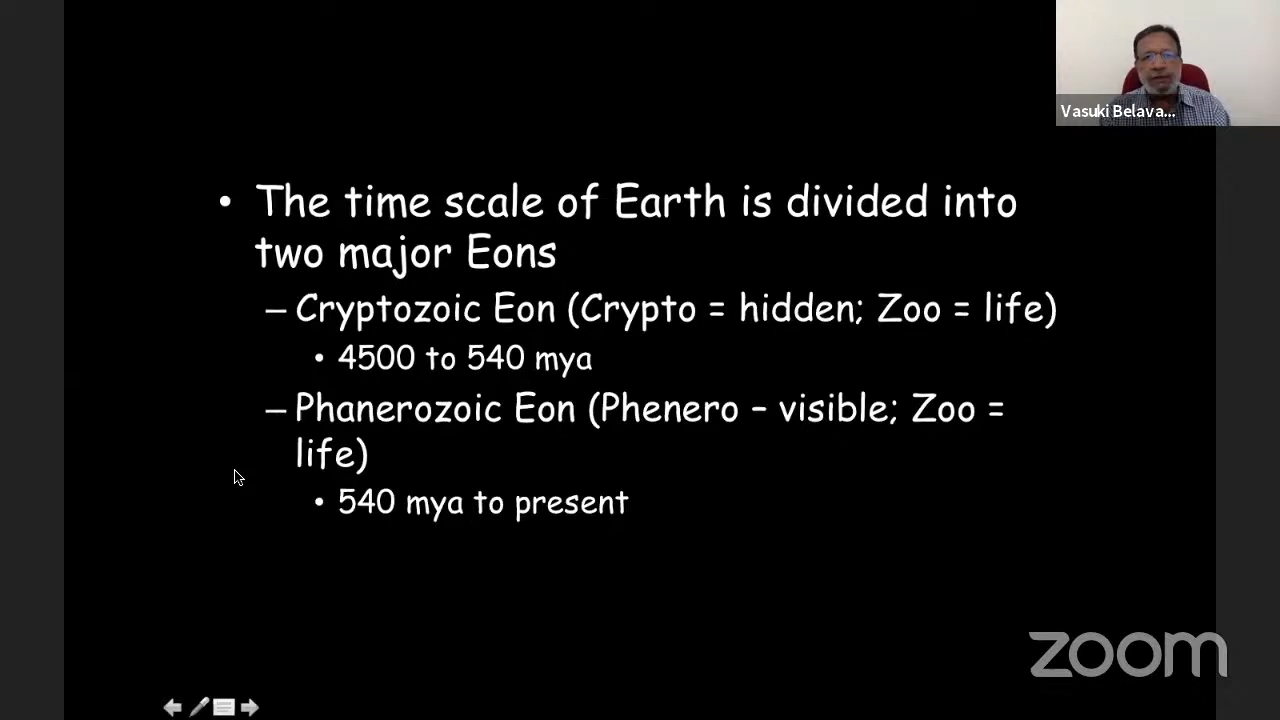 Vasuki Belava...
• The time scale of Earth is divided into
two major Eons
– Cryptozoic Eon (Crypto = hidden; Zoo = life)
• 4500 to 540 mya
– Phanerozoic Eon (Phenero – visible; Zoo =
life)
• 540 mya to present
zoom